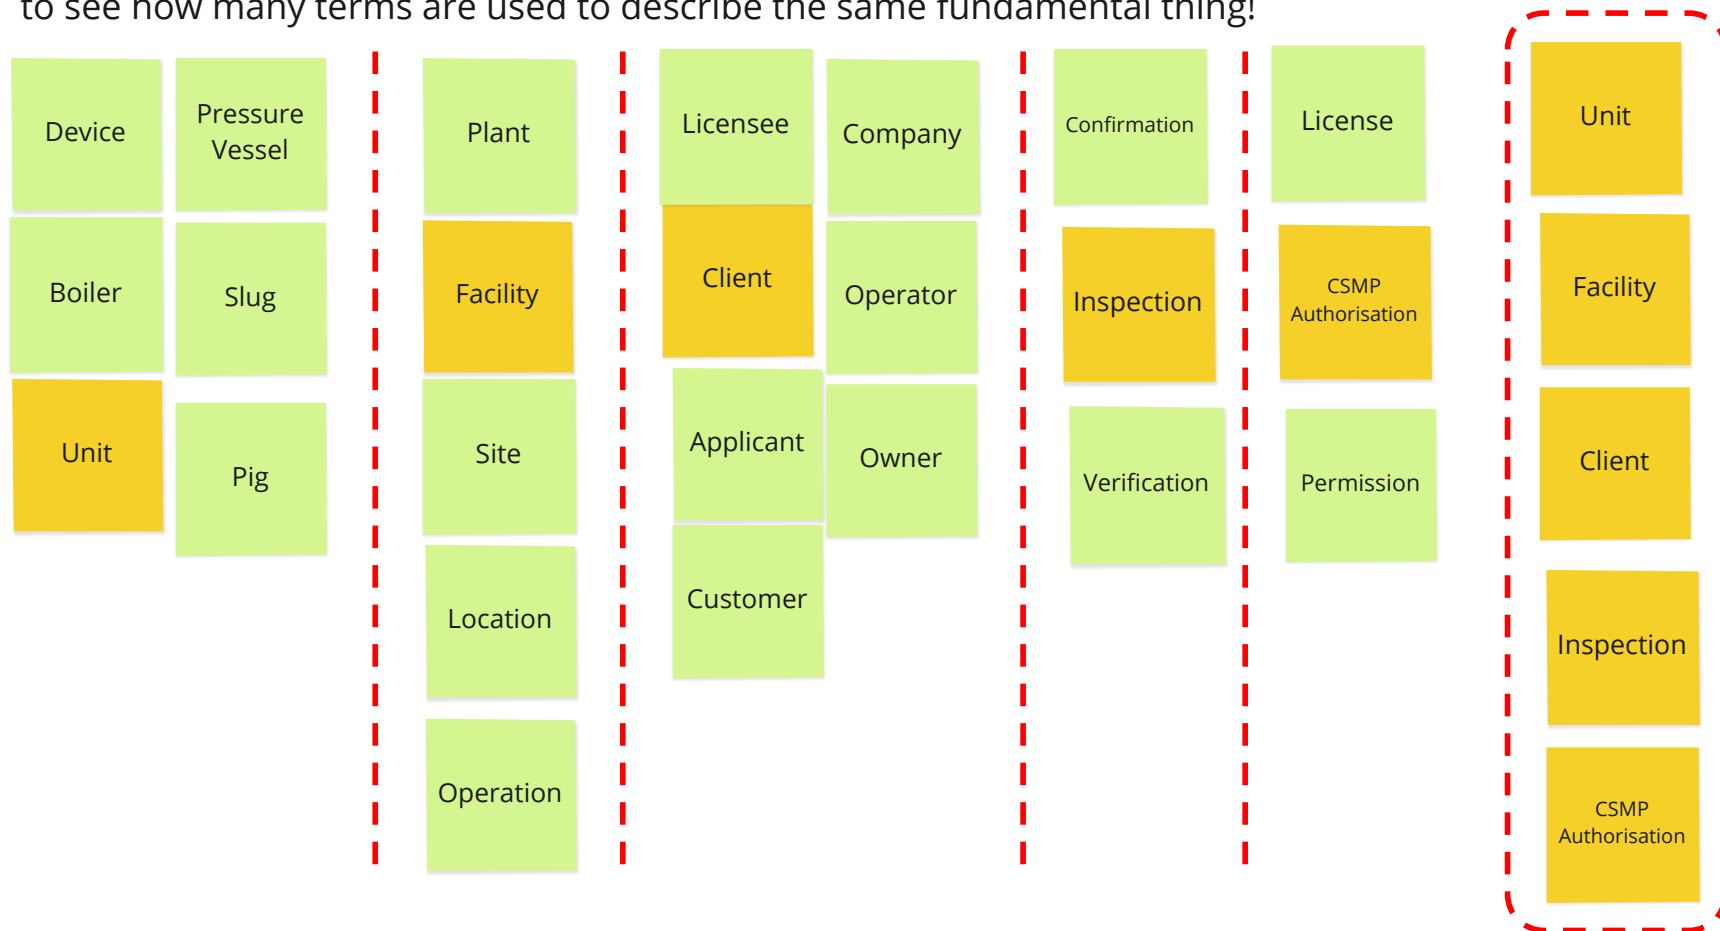 to see how many terms are used to describe the same fundamental thing!
Device
Pressure
Vessel
Boiler
Slug
Unit
Pig
Plant
Facility
Site
Location
Operation
Licensee
Company
Client
Operator
Applicant
Owner
Customer
Confirmation
Inspection
Verification
License
CSMP
Authorisation
Permission
Unit
Facility
Client
Inspection
CSMP
Authorisation